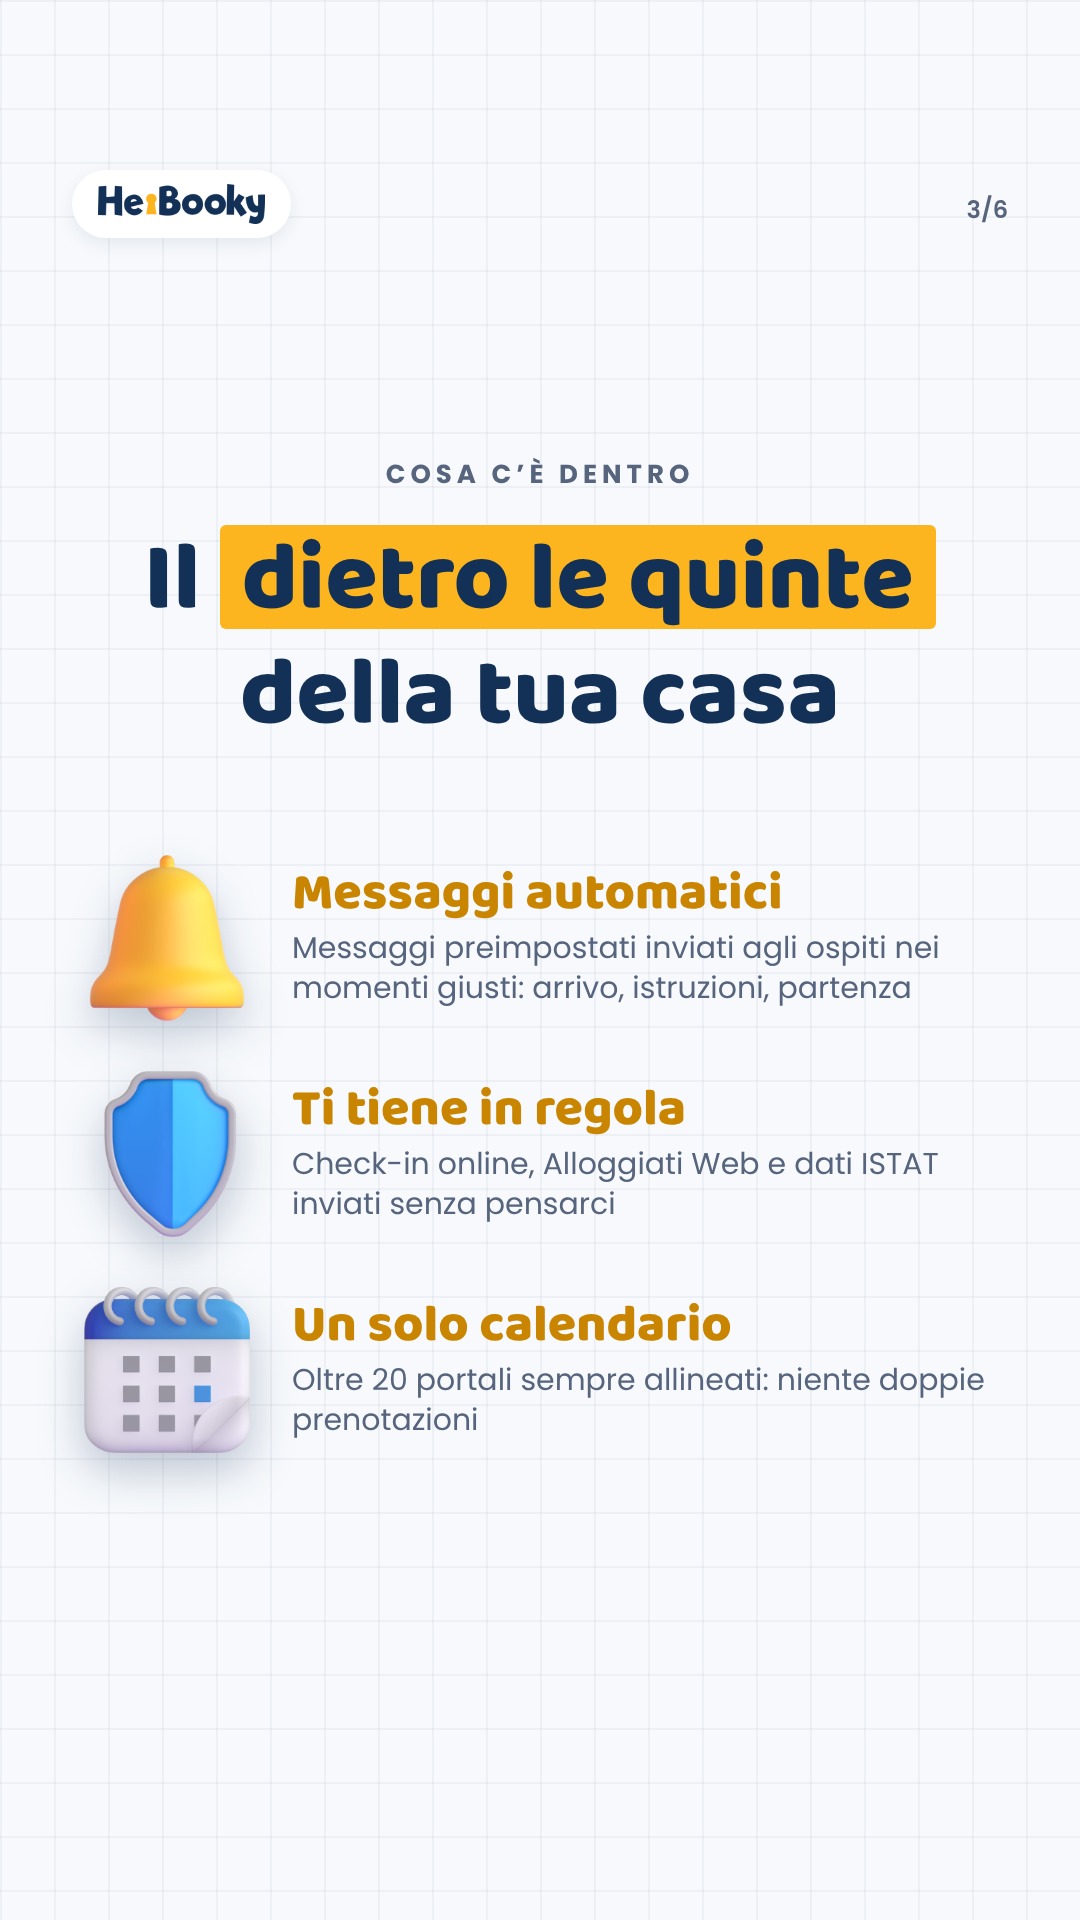 HeiBooky
3/6
COSA C’È DENTRO
Il dietro le quinte
della tua casa
Messaggi automatici
Messaggi preimpostati inviati agli ospiti nei
momenti giusti: arrivo, istruzioni, partenza
Ti tiene in regola
Check-in online, Alloggiati Web e dati ISTAT
inviati senza pensarci
Un solo calendario
Oltre 20 portali sempre allineati: niente doppie
prenotazioni